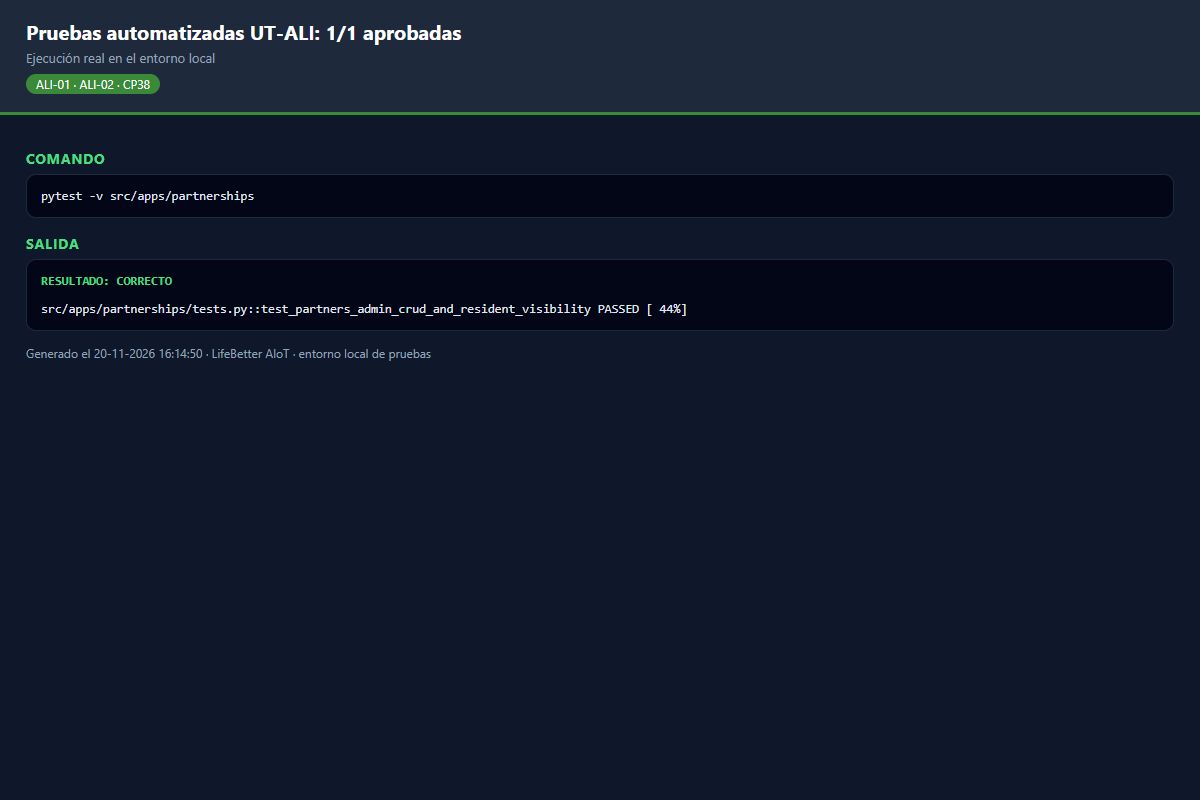 Pruebas automatizadas UT-ALI: 1/1 aprobadas
Ejecución real en el entorno local
ALI-01 · ALI-02 · CP38
COMANDO
pytest -v src/apps/partnerships
SALIDA
RESULTADO: CORRECTO
src/apps/partnerships/tests.py::test_partners_admin_crud_and_resident_visibility PASSED [ 44%]
Generado el 20-11-2026 16:14:50 · LifeBetter AIoT · entorno local de pruebas